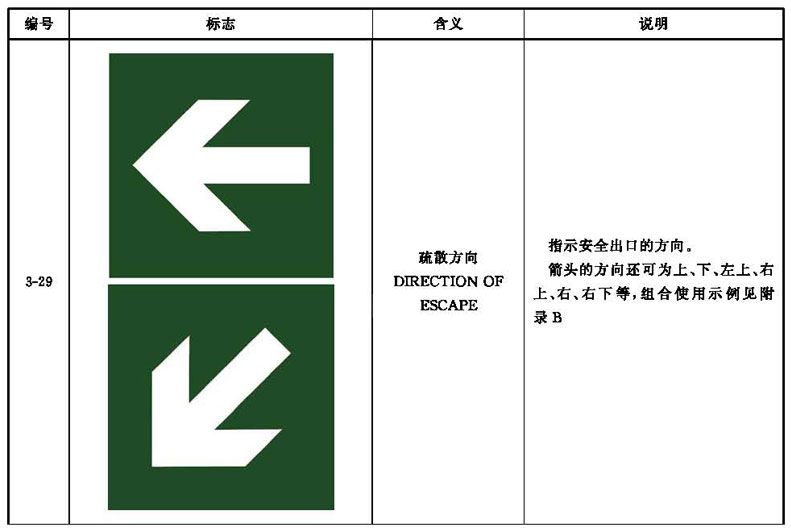 编号 标志 含义 说明
3-29
疏散方向
DIRECTION OF
ESCAPE
指示安全出口的方向。
箭头的方向还可为上、下、左上、右
上、右、右下等,组合使用示例见附
录 B